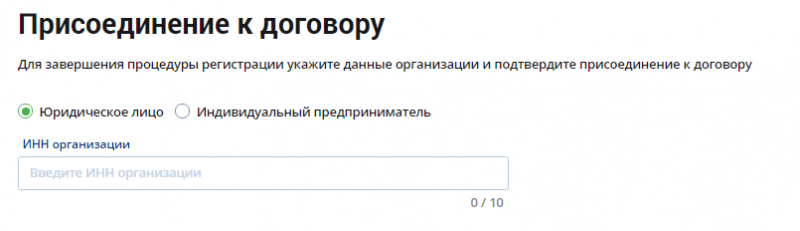 Присоединение к договору
Для завершения процедуры регистрации укажите данные организации и подтвердите присоединение к договору
Юридическое лицо Индивидуальный предприниматель
ИНН организации
Введите ИНН организации
0 / 10